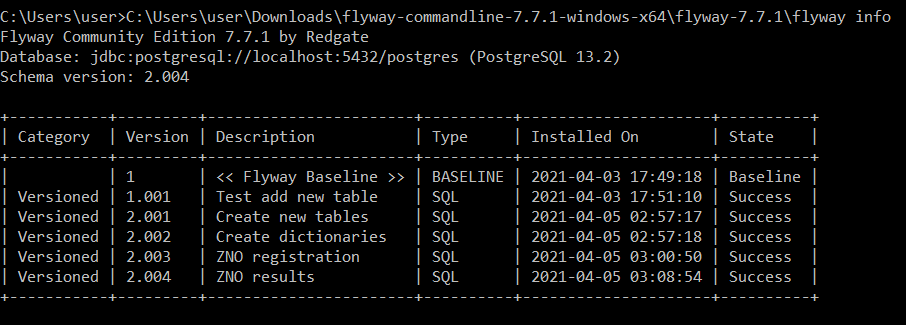 C:\Users\user>C:\Users\user\Downloads\flyway-commandline-7.7.1-windows-x64\flyway-7.7.1\flyway info
Flyway Community Edition 7.7.1 by Redgate
Database: jdbc:postgresql://localhost:5432/postgres (PostgreSQL 13.2)
Schema version: 2.004

+-----------+---------+-----------------------+----------+---------------------+----------+
| Category  | Version | Description           | Type     | Installed On        | State    |
+-----------+---------+-----------------------+----------+---------------------+----------+
|           | 1       | << Flyway Baseline >> | BASELINE | 2021-04-03 17:49:18 | Baseline |
| Versioned | 1.001   | Test add new table    | SQL      | 2021-04-03 17:51:10 | Success  |
| Versioned | 2.001   | Create new tables     | SQL      | 2021-04-05 02:57:17 | Success  |
| Versioned | 2.002   | Create dictionaries   | SQL      | 2021-04-05 02:57:18 | Success  |
| Versioned | 2.003   | ZNO registration      | SQL      | 2021-04-05 03:00:50 | Success  |
| Versioned | 2.004   | ZNO results           | SQL      | 2021-04-05 03:08:54 | Success  |
+-----------+---------+-----------------------+----------+---------------------+----------+